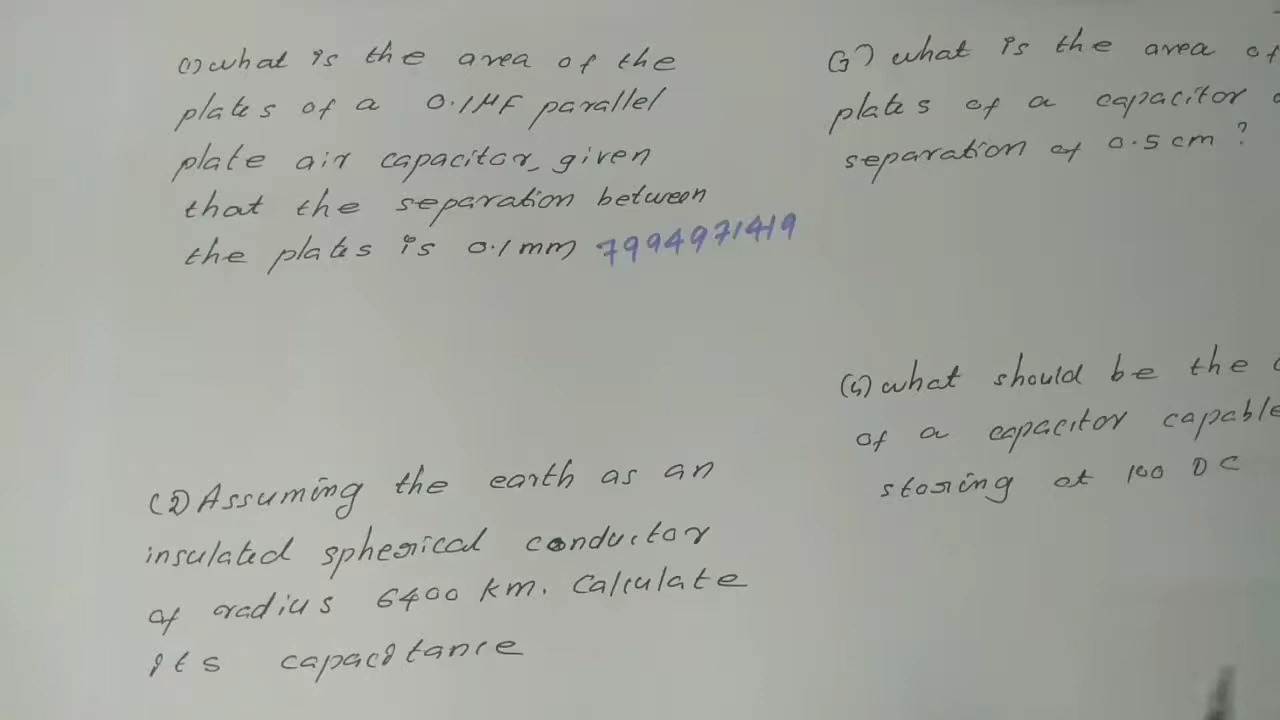 (1) what is the area of the
plates of a 0.1μF parallel
plate air capacitor, given
that the separation between
the plates is 0.1mm 7994971419
(2) Assuming the earth as an
insulated spherical conductor
of radius 6400 km. Calculate
its capacitance
(3) what is the area of
plates of a capacitor
separation of 0.5cm?
(4) what should be the
of a capacitor capable
storing at 100 DC